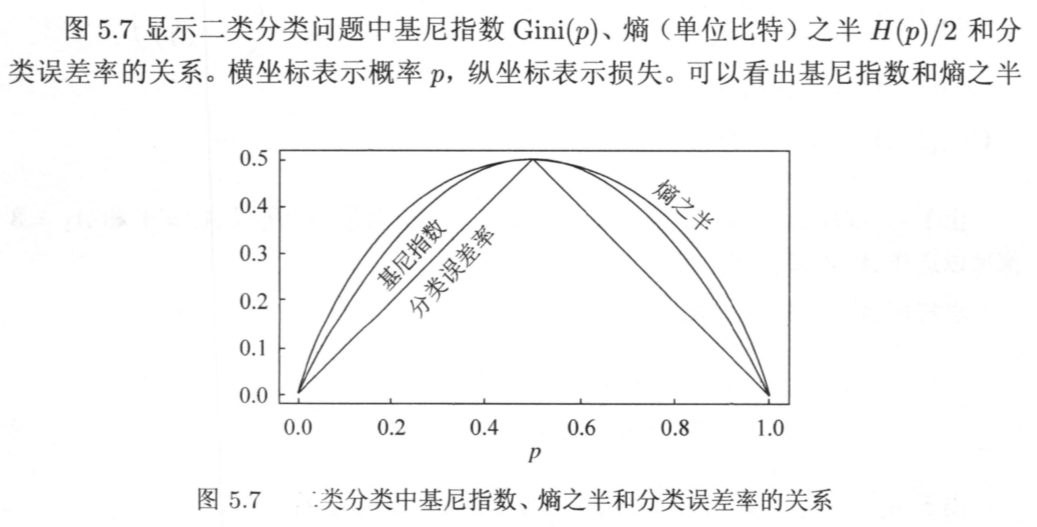 图 5.7 显示二类分类问题中基尼指数 Gini(p)、熵(单位比特)之半 H(p)/2 和分
类误差率的关系。横坐标表示概率 p,纵坐标表示损失。可以看出基尼指数和熵之半
0.5
0.4
0.3
0.2
0.1
0.0
熵之半
基尼指数
分类误差率
0.0 0.2 0.4 0.6 0.8 1.0
p
图 5.7 类分类中基尼指数、熵之半和分类误差率的关系